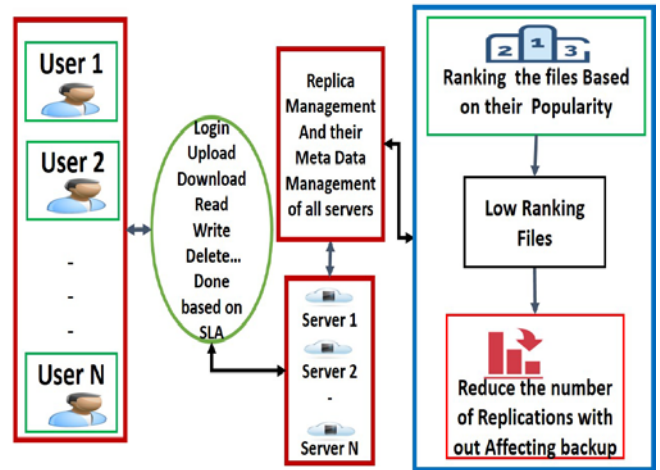 User 1
User 2
-
-
-
User N
Login
Upload
Download
Read
Write
Delete...
Done
based on
SLA
Replica
Management
And their
Meta Data
Management
of all servers
Server 1
Server 2
-
Server N
2 1 3
Ranking the files Based
on their Popularity
Low Ranking
Files
Reduce the number
of Replications with
out Affecting backup